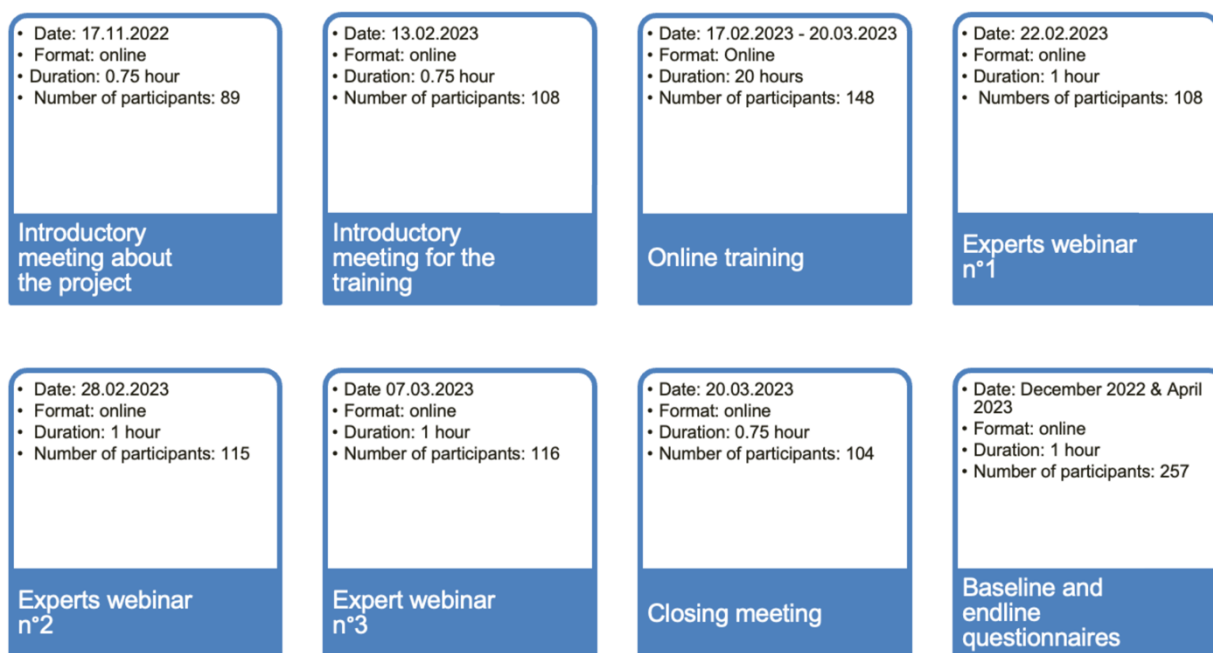 • Date: 17.11.2022
• Format: online
• Duration: 0.75 hour
• Number of participants: 89
Introductory
meeting about
the project
• Date: 13.02.2023
• Format: online
• Duration: 0.75 hour
• Number of participants: 108
Introductory
meeting for the
training
• Date: 17.02.2023 - 20.03.2023
• Format: Online
• Duration: 20 hours
• Number of participants: 148
Online training
• Date: 22.02.2023
• Format: online
• Duration: 1 hour
• Numbers of participants: 108
Experts webinar
n°1
• Date: 28.02.2023
• Format: online
• Duration: 1 hour
• Number of participants: 115
Experts webinar
n°2
• Date 07.03.2023
• Format: online
• Duration: 1 hour
• Number of participants: 116
Expert webinar
n°3
• Date: 20.03.2023
• Format: online
• Duration: 0.75 hour
• Number of participants: 104
Closing meeting
• Date: December 2022 & April
2023
• Format: online
• Duration: 1 hour
• Number of participants: 257
Baseline and
endline
questionnaires